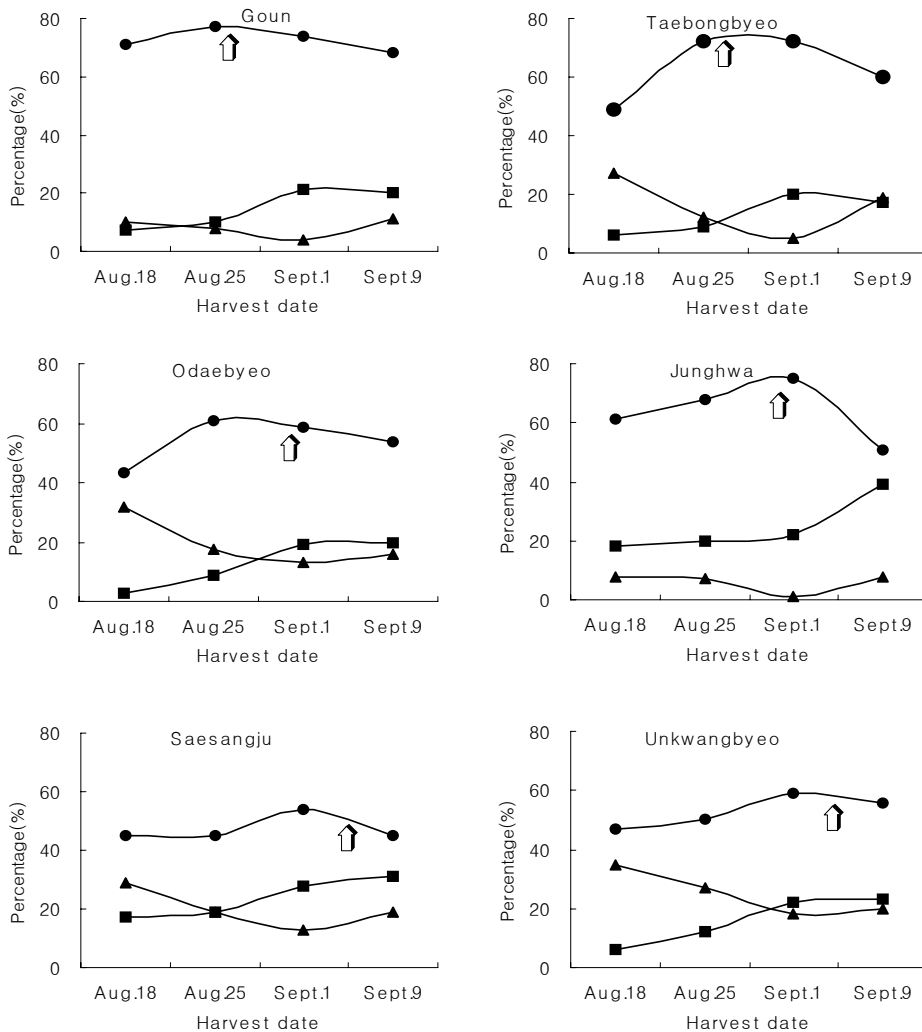 Goun
Percentage(%)
80
60
40
20
0
Aug.18 Aug.25 Sept.1 Sept.9
Harvest date
Taebongbyeo
Percentage(%)
80
60
40
20
0
Aug.18 Aug.25 Sept.1 Sept.9
Harvest date
Odaebyeo
Percentage(%)
80
60
40
20
0
Aug.18 Aug.25 Sept.1 Sept.9
Harvest date
Junghwa
Percentage(%)
80
60
40
20
0
Aug.18 Aug.25 Sept.1 Sept.9
Harvest date
Saesangju
Percentage(%)
80
60
40
20
0
Aug.18 Aug.25 Sept.1 Sept.9
Harvest date
Unkwangbyeo
Percentage(%)
80
60
40
20
0
Aug.18 Aug.25 Sept.1 Sept.9
Harvest date